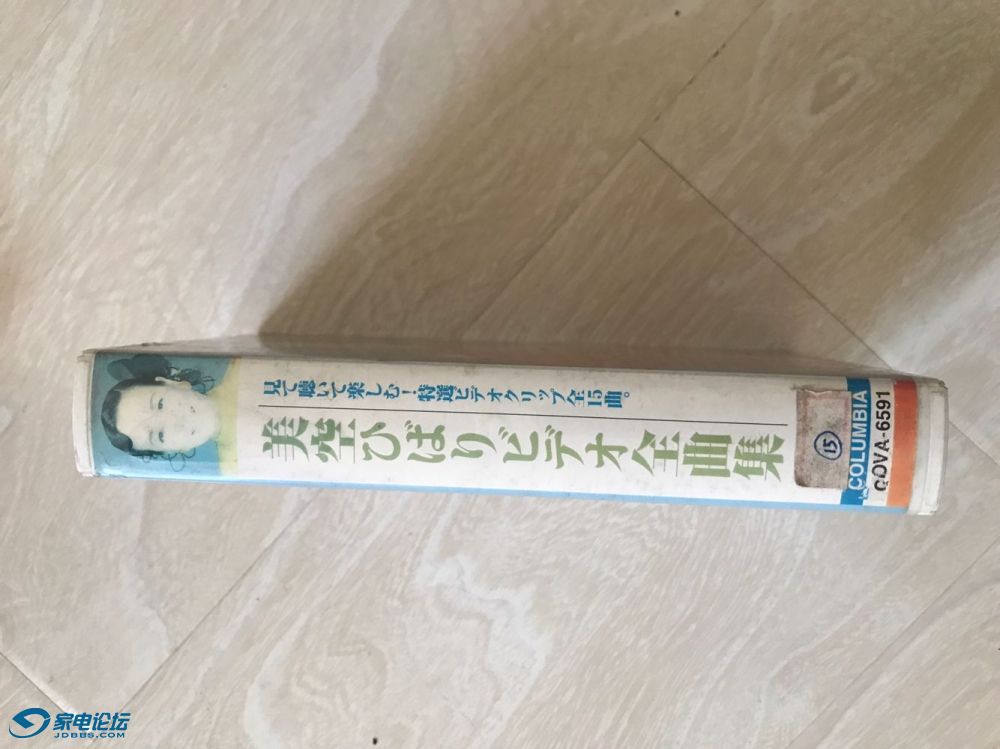 見て聴いて楽しむ!特選ビデオクリップ全15曲。
美空ひばりビデオ全曲集
15
COLUMBIA
COVA-6591
家电论坛
JDBBS.COM